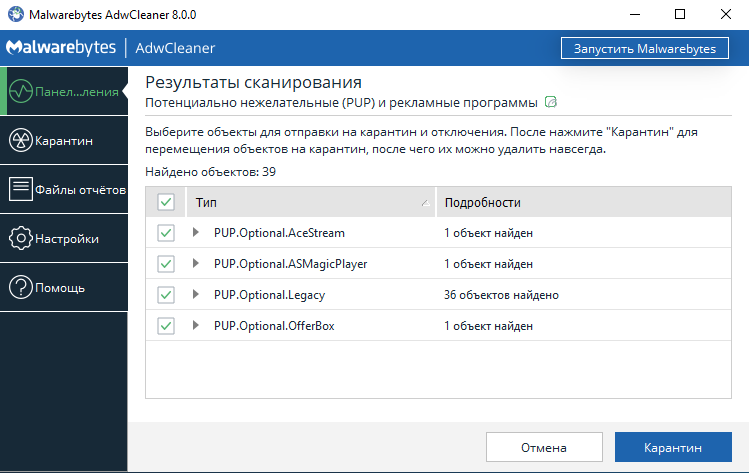 Malwarebytes AdwCleaner 8.0.0
Malwarebytes | AdwCleaner
Запустить Malwarebytes
Панел...ления
Карантин
Файлы отчётов
Настройки
Помощь
Результаты сканирования
Потенциально нежелательные (PUP) и рекламные программы
Выберите объекты для отправки на карантин и отключения. После нажмите "Карантин" для
перемещения объектов на карантин, после чего их можно удалить навсегда.
Найдено объектов: 39
Тип Подробности
PUP.Optional.AceStream 1 объект найден
PUP.Optional.ASMagicPlayer 1 объект найден
PUP.Optional.Legacy 36 объектов найдено
PUP.Optional.OfferBox 1 объект найден
Отмена Карантин